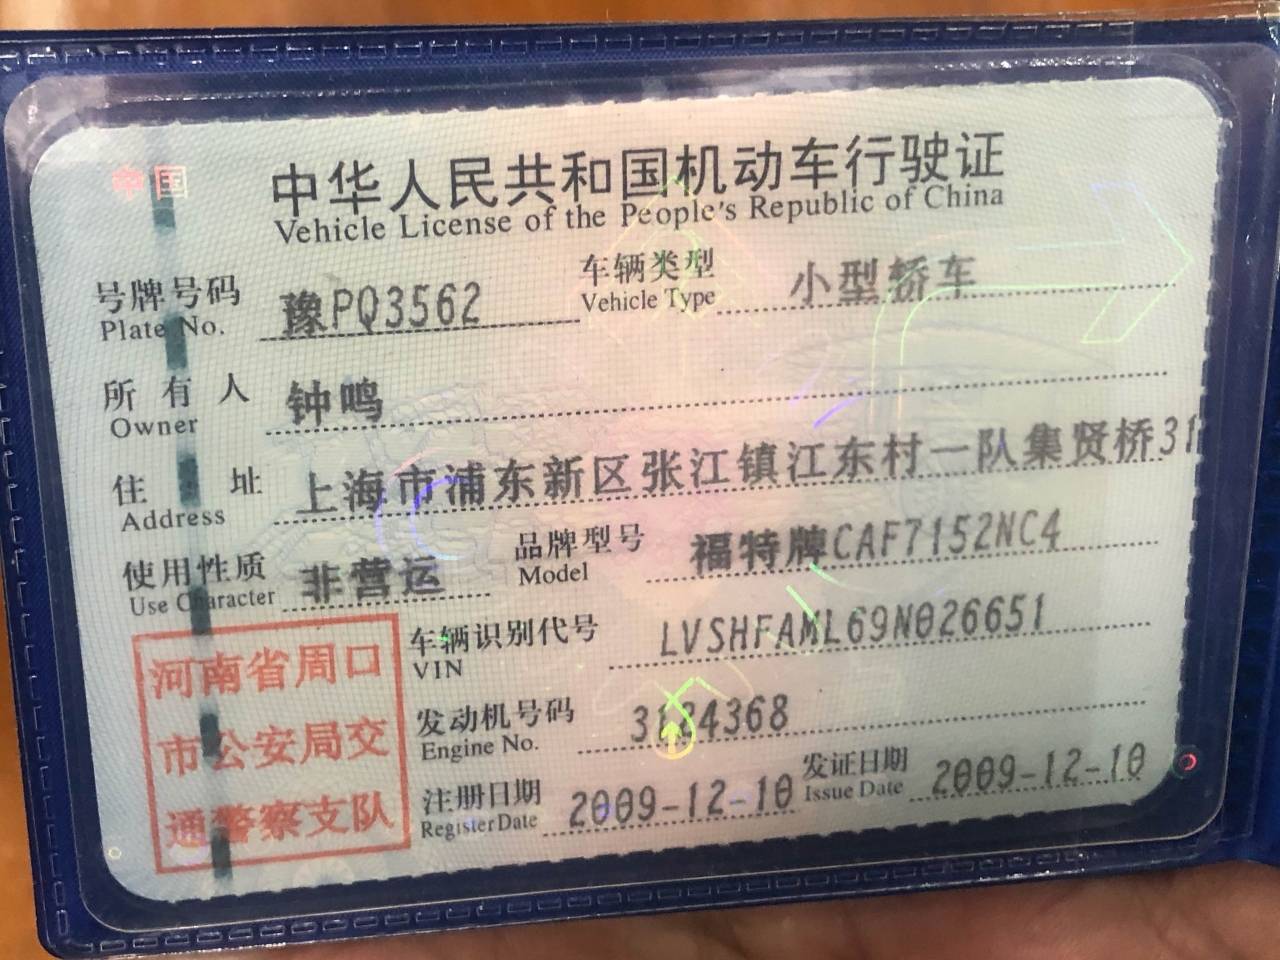 中国
中华人民共和国机动车行驶证
Vehicle License of the People's Republic of China
号牌号码 豫PQ3562 车辆类型 小型轿车
Plate No. Vehicle Type
所有人 钟鸣
Owner
住址 上海市浦东新区张江镇江东村一队集贤桥31
Address
使用性质 非营运 品牌型号 福特牌CAF7152NC4
Use Character Model
车辆识别代号 LVSHFAML69N026651
VIN
发动机号码 3184368
Engine No.
注册日期 2009-12-10 发证日期 2009-12-10
Register Date Issue Date
河南省周口
市公安局交
通警察支队